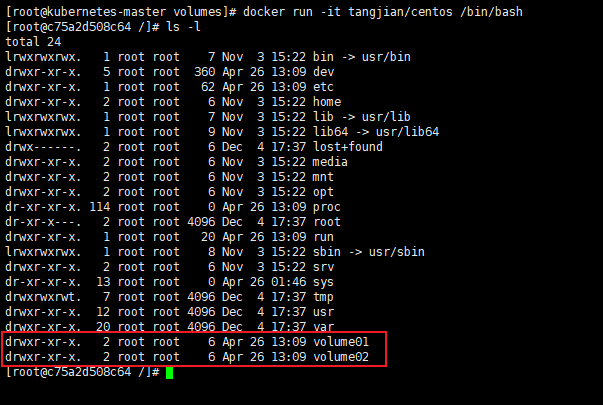 [root@kubernetes-master volumes]# docker run -it tangjian/centos /bin/bash
[root@c75a2d508c64 /]# ls -l
total 24
lrwxrwxrwx.   1 root root    7 Nov  3 15:22 bin -> usr/bin
drwxr-xr-x.   5 root root  360 Apr 26 13:09 dev
drwxr-xr-x.   1 root root   62 Apr 26 13:09 etc
drwxr-xr-x.   2 root root    6 Nov  3 15:22 home
lrwxrwxrwx.   1 root root    7 Nov  3 15:22 lib -> usr/lib
lrwxrwxrwx.   1 root root    9 Nov  3 15:22 lib64 -> usr/lib64
drwx------.   2 root root    6 Dec  4 17:37 lost+found
drwxr-xr-x.   2 root root    6 Nov  3 15:22 media
drwxr-xr-x.   2 root root    6 Nov  3 15:22 mnt
drwxr-xr-x.   2 root root    6 Nov  3 15:22 opt
dr-xr-xr-x. 114 root root    0 Apr 26 13:09 proc
dr-xr-x---.   2 root root 4096 Dec  4 17:37 root
drwxr-xr-x.   1 root root   20 Apr 26 13:09 run
lrwxrwxrwx.   1 root root    8 Nov  3 15:22 sbin -> usr/sbin
drwxr-xr-x.   2 root root    6 Nov  3 15:22 srv
dr-xr-xr-x.  13 root root    0 Apr 26 01:46 sys
drwxrwxrwt.   7 root root 4096 Dec  4 17:37 tmp
drwxr-xr-x.  12 root root 4096 Dec  4 17:37 usr
drwxr-xr-x.  20 root root 4096 Dec  4 17:37 var
drwxr-xr-x.   2 root root    6 Apr 26 13:09 volume01
drwxr-xr-x.   2 root root    6 Apr 26 13:09 volume02
[root@c75a2d508c64 /]#